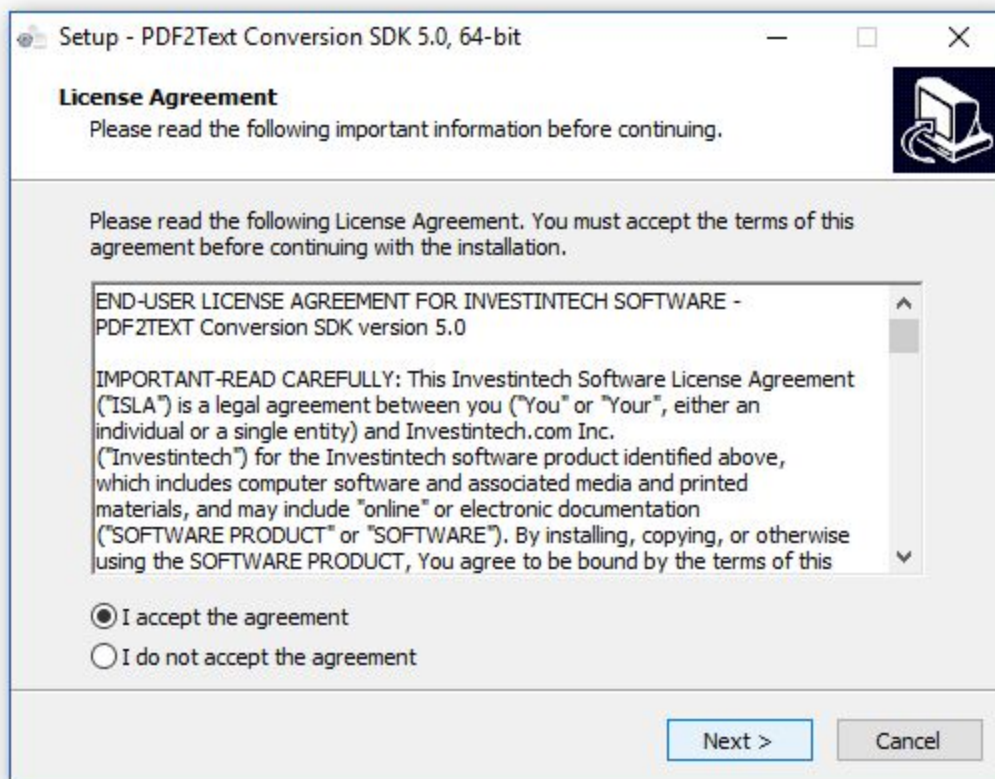 Setup - PDF2Text Conversion SDK 5.0, 64-bit
License Agreement
Please read the following important information before continuing.
Please read the following License Agreement. You must accept the terms of this
agreement before continuing with the installation.
END-USER LICENSE AGREEMENT FOR INVESTINTECH SOFTWARE -
PDF2TEXT Conversion SDK version 5.0
IMPORTANT-READ CAREFULLY: This Investintech Software License Agreement
("ISLA") is a legal agreement between you ("You" or "Your", either an
individual or a single entity) and Investintech.com Inc.
("Investintech") for the Investintech software product identified above,
which includes computer software and associated media and printed
materials, and may include "online" or electronic documentation
("SOFTWARE PRODUCT" or "SOFTWARE"). By installing, copying, or otherwise
using the SOFTWARE PRODUCT, You agree to be bound by the terms of this
I accept the agreement
I do not accept the agreement
Next >
Cancel